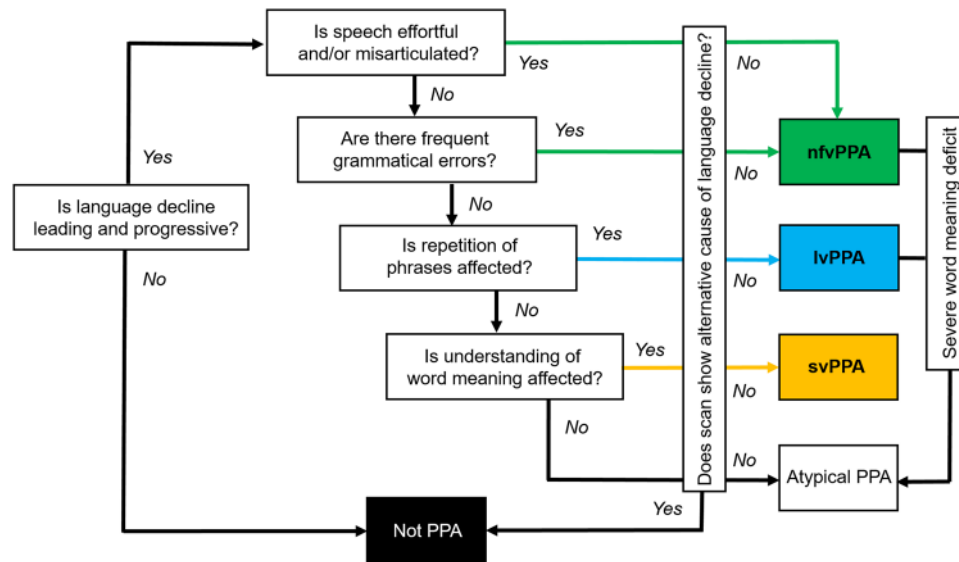 Is speech effortful
and/or misarticulated?
Yes
No
No
Are there frequent
grammatical errors?
Yes
No
nfvPPA
No
Yes
Is language decline
leading and progressive?
No
Is repetition of
phrases affected?
Yes
No
lvPPA
No
Is understanding of
word meaning affected?
Yes
No
svPPA
No
No
Atypical PPA
Yes
Not PPA
Does scan show alternative cause of language decline?
Severe word meaning deficit